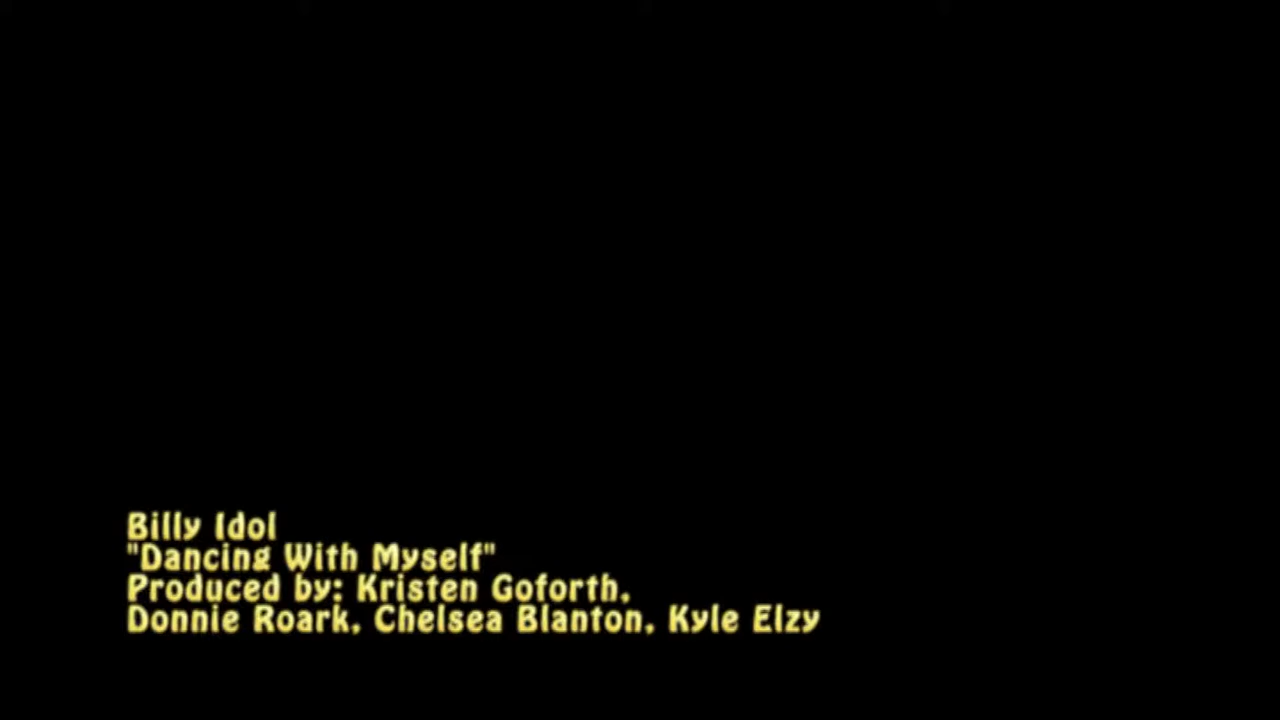 Billy Idol
"Dancing With Myself"
Produced by: Kristen Goforth,
Donnie Roark, Chelsea Blanton, Kyle Elzy